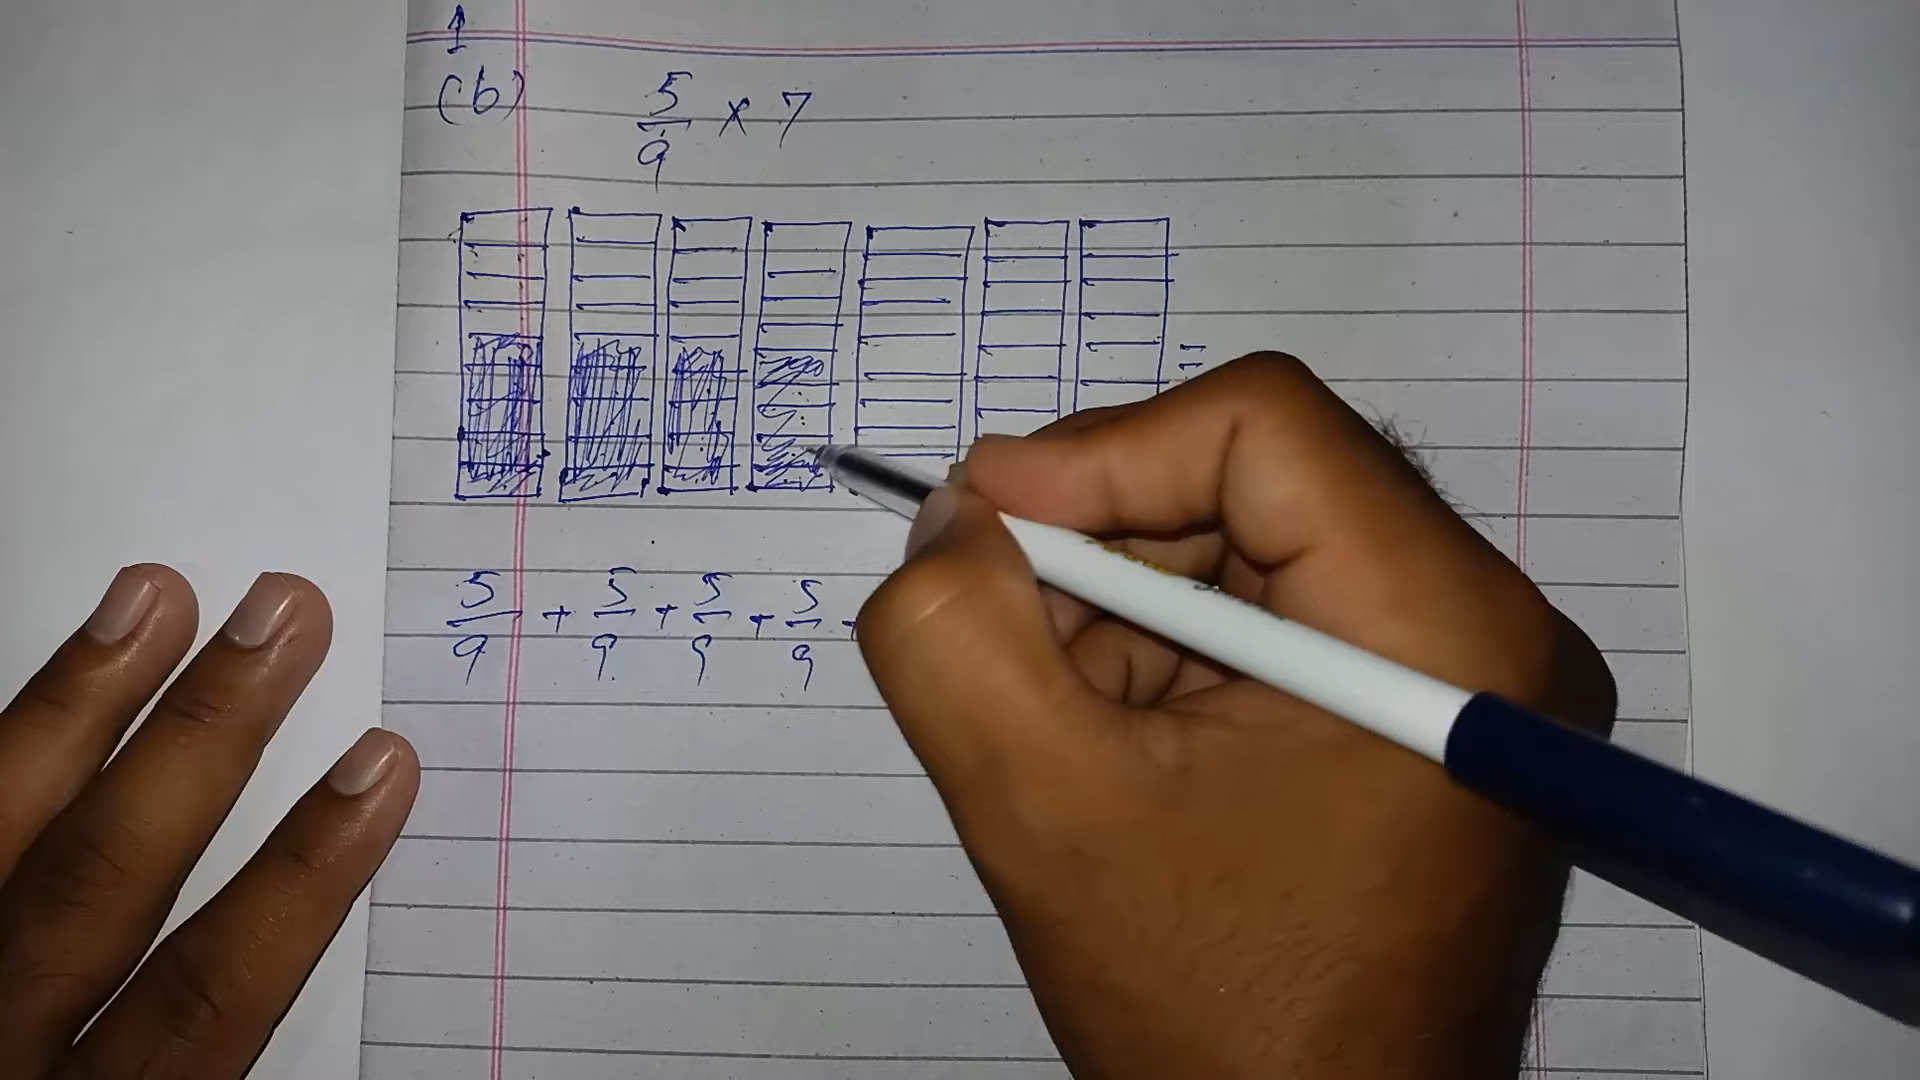 1
(b) 5/9 × 7
=
5/9 + 5/9 + 5/9 + 5/9 +